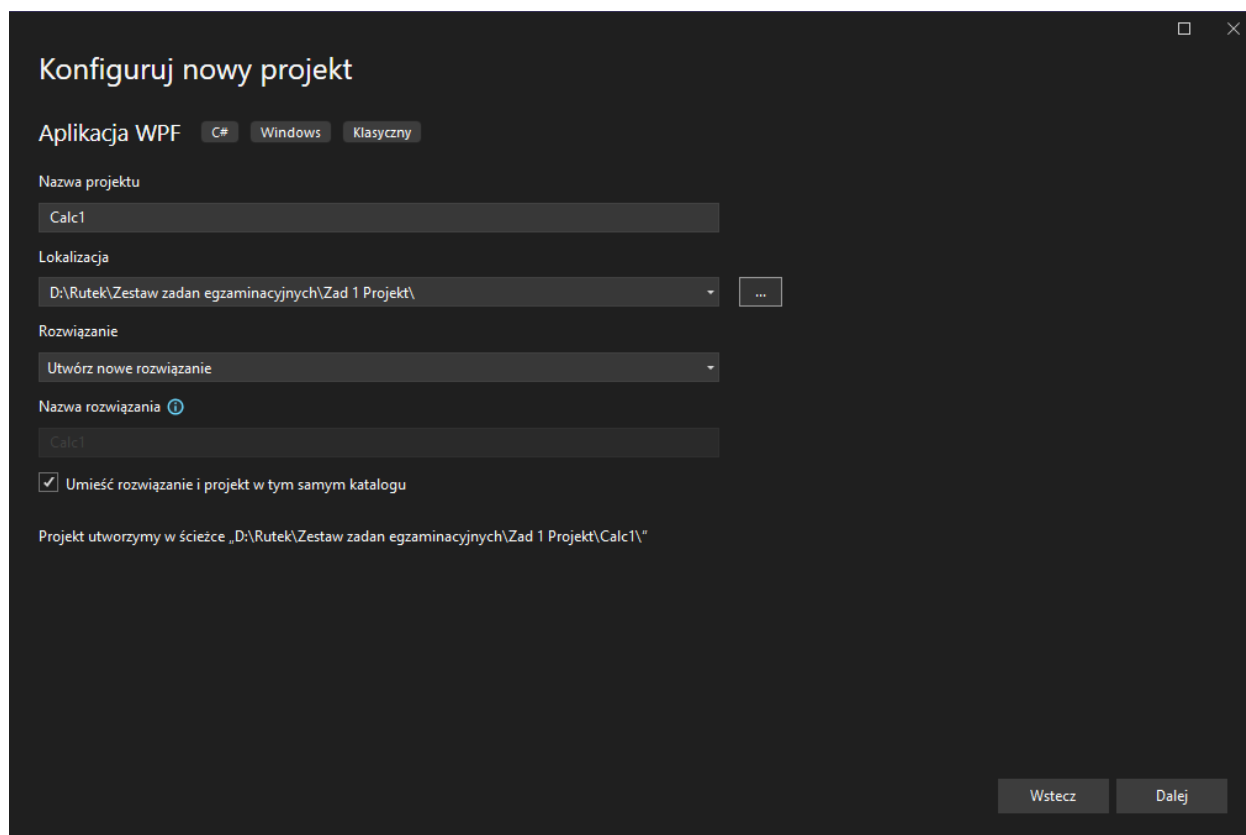 Konfiguruj nowy projekt
Aplikacja WPF C# Windows Klasyczny
Nazwa projektu
Calc1
Lokalizacja
D:\Rutek\Zestaw zadan egzaminacyjnych\Zad 1 Projekt\
...
Rozwiązanie
Utwórz nowe rozwiązanie
Nazwa rozwiązania
Calc1
Umieść rozwiązanie i projekt w tym samym katalogu
Projekt utworzymy w ścieżce „D:\Rutek\Zestaw zadan egzaminacyjnych\Zad 1 Projekt\Calc1\“
Wstecz Dalej